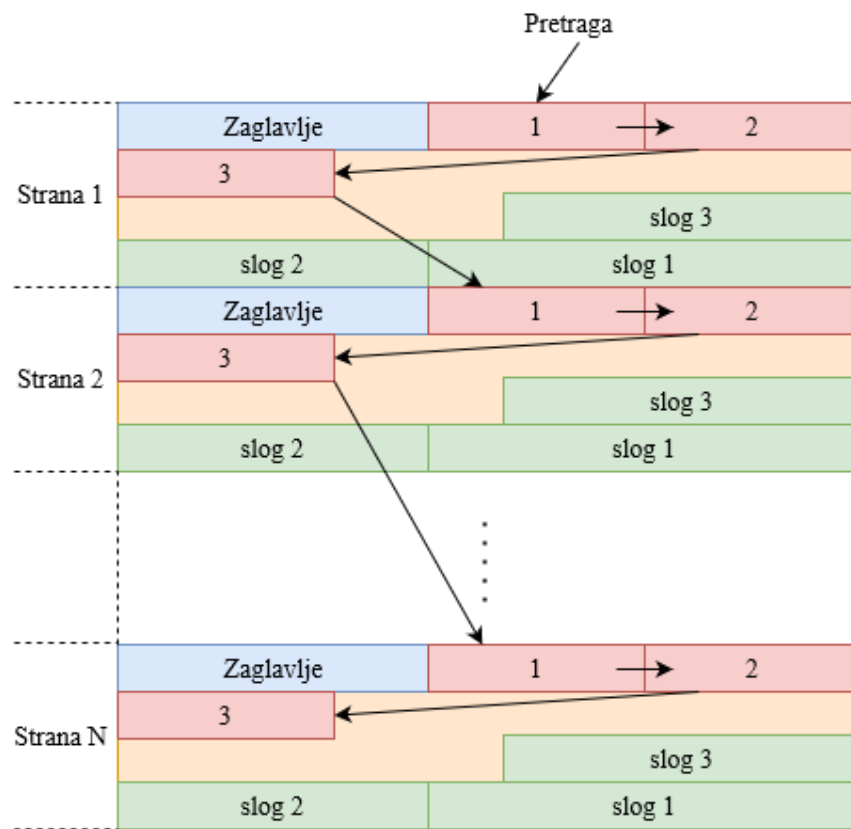 Pretraga
Zaglavlje 1 2
3
Strana 1
slog 3
slog 2 slog 1
Zaglavlje 1 2
3
Strana 2
slog 3
slog 2 slog 1
Zaglavlje 1 2
3
Strana N
slog 3
slog 2 slog 1